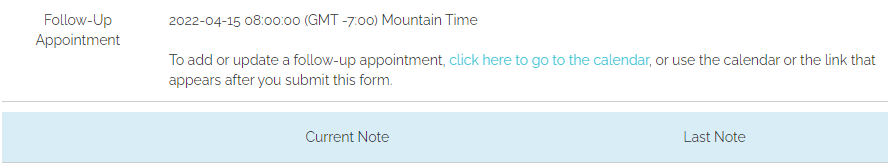 Follow-Up Appointment
2022-04-15 08:00:00 (GMT -7:00) Mountain Time
To add or update a follow-up appointment, click here to go to the calendar, or use the calendar or the link that
appears after you submit this form.
Current Note
Last Note